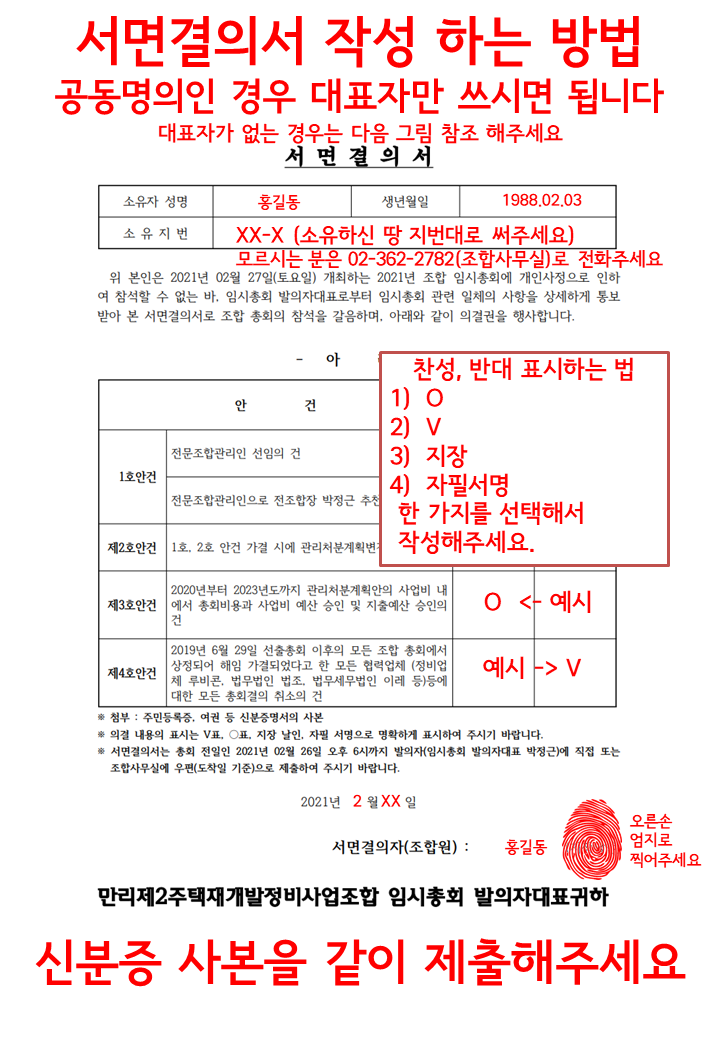 서면결의서 작성 하는 방법
공동명의인 경우 대표자만 쓰시면 됩니다
대표자가 없는 경우는 다음 그림 참조 해주세요
서 면 결 의 서
소유자 성명 홍길동 생년월일 1988.02.03
소 유 지 번 XX-X (소유하신 땅 지번대로 써주세요)
모르시는 분은 02-362-2782(조합사무실)로 전화주세요
위 본인은 2021년 02월 27일(토요일) 개최하는 2021년 조합 임시총회에 개인사정으로 인하
여 참석할 수 없는 바, 임시총회 발의자대표로부터 임시총회 관련 일체의 사항을 상세하게 통보
받아 본 서면결의서로 조합 총회의 참석을 갈음하며, 아래와 같이 의결권을 행사합니다.
- 아
안 건
찬성, 반대 표시하는 법
1) O
2) V
3) 지장
4) 자필서명
한 가지를 선택해서
작성해주세요.
1호안건
전문조합관리인 선임의 건
전문조합관리인으로 전조합장 박정근 추천
제2호안건
1호, 2호 안건 가결 시에 관리처분계획변
제3호안건
2020년부터 2023년도까지 관리처분계획안의 사업비 내
에서 총회비용과 사업비 예산 승인 및 지출예산 승인의
건
O <- 예시
제4호안건
2019년 6월 29일 선출총회 이후의 모든 조합 총회에서
상정되어 해임 가결되었다고 한 모든 협력업체 (정비업
체 루비콘, 법무법인 법조, 법무세무법인 이레 등)등에
대한 모든 총회결의 취소의 건
예시 -> V
※ 첨부 : 주민등록증, 여권 등 신분증명서의 사본
※ 의결 내용의 표시는 V표, ○표, 지장 날인, 자필 서명으로 명확하게 표시하여 주시기 바랍니다.
※ 서면결의서는 총회 전일인 2021년 02월 26일 오후 6시까지 발의자(임시총회 발의자대표 박정근)에 직접 또는
조합사무실에 우편(도착일 기준)으로 제출하여 주시기 바랍니다.
2021년 2 월 XX 일
서면결의자(조합원) : 홍길동
오른손
엄지로
찍어주세요
만리제2주택재개발정비사업조합 임시총회 발의자대표귀하
신분증 사본을 같이 제출해주세요